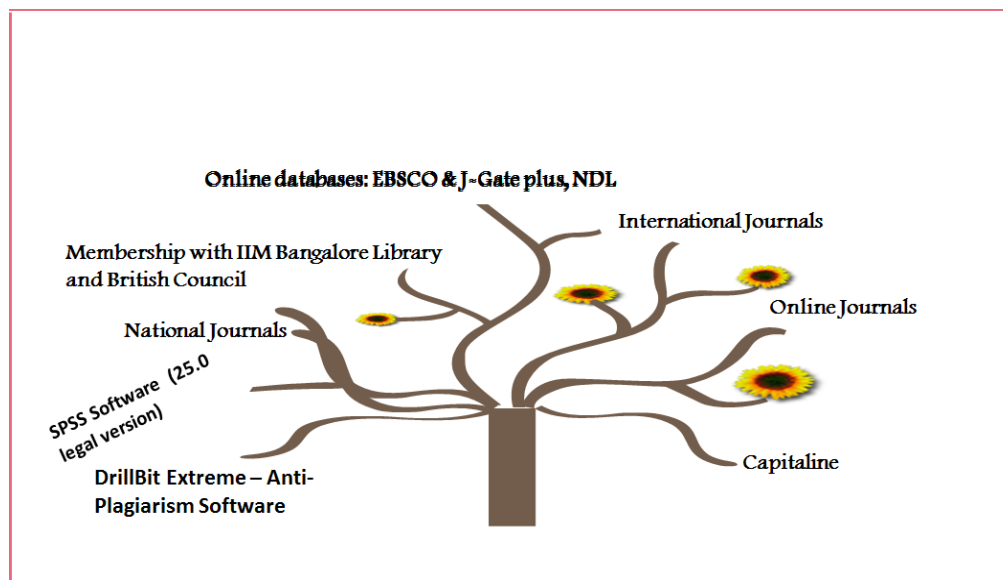 Online databases: EBSCO & J-Gate plus, NDL
International Journals
Membership with IIM Bangalore Library
and British Council
Online Journals
National Journals
SPSS Software (25.0
legal version)
Capitaline
DrillBit Extreme – Anti-
Plagiarism Software